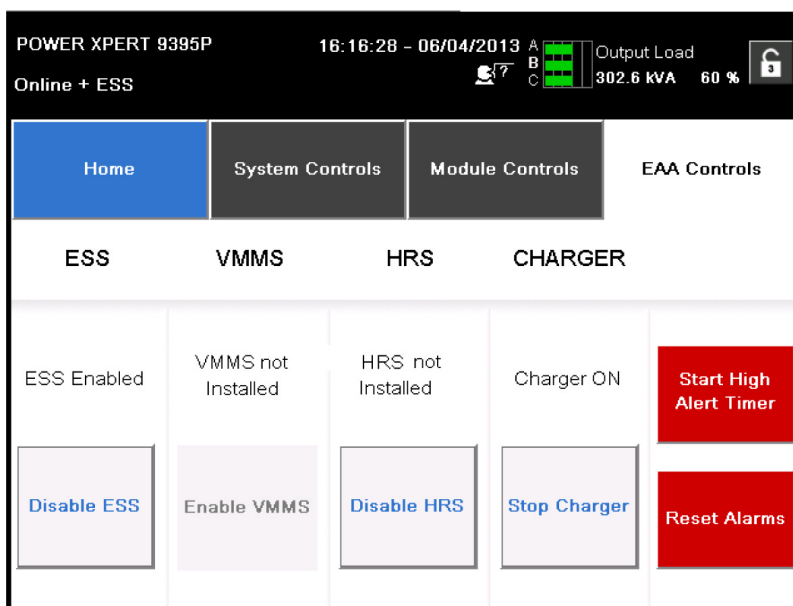 POWER XPERT 9395P
16:16:28 - 06/04/2013
A
B
C
Output Load
302.6 kVA 60 %
3
?
Online + ESS
Home
System Controls
Module Controls
EAA Controls
ESS
VMMS
HRS
CHARGER
ESS Enabled
VMMS not
Installed
HRS not
Installed
Charger ON
Start High
Alert Timer
Disable ESS
Enable VMMS
Disable HRS
Stop Charger
Reset Alarms